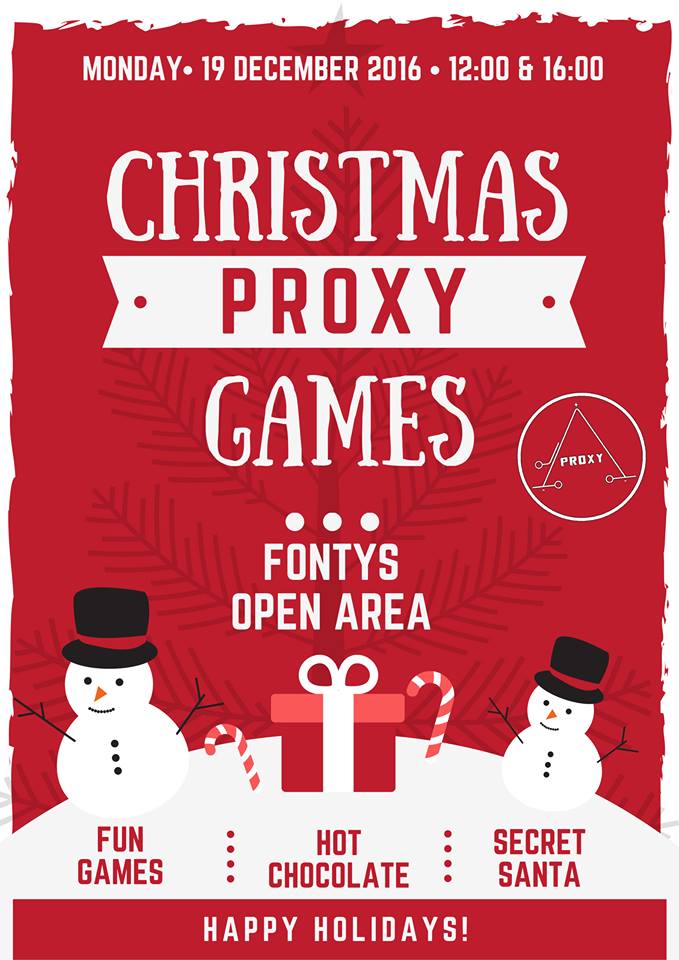 MONDAY• 19 DECEMBER 2016 • 12:00 & 16:00
CHRISTMAS
PROXY
GAMES
PROXY
FONTYS
OPEN AREA
FUN
GAMES
HOT
CHOCOLATE
SECRET
SANTA
HAPPY HOLIDAYS!